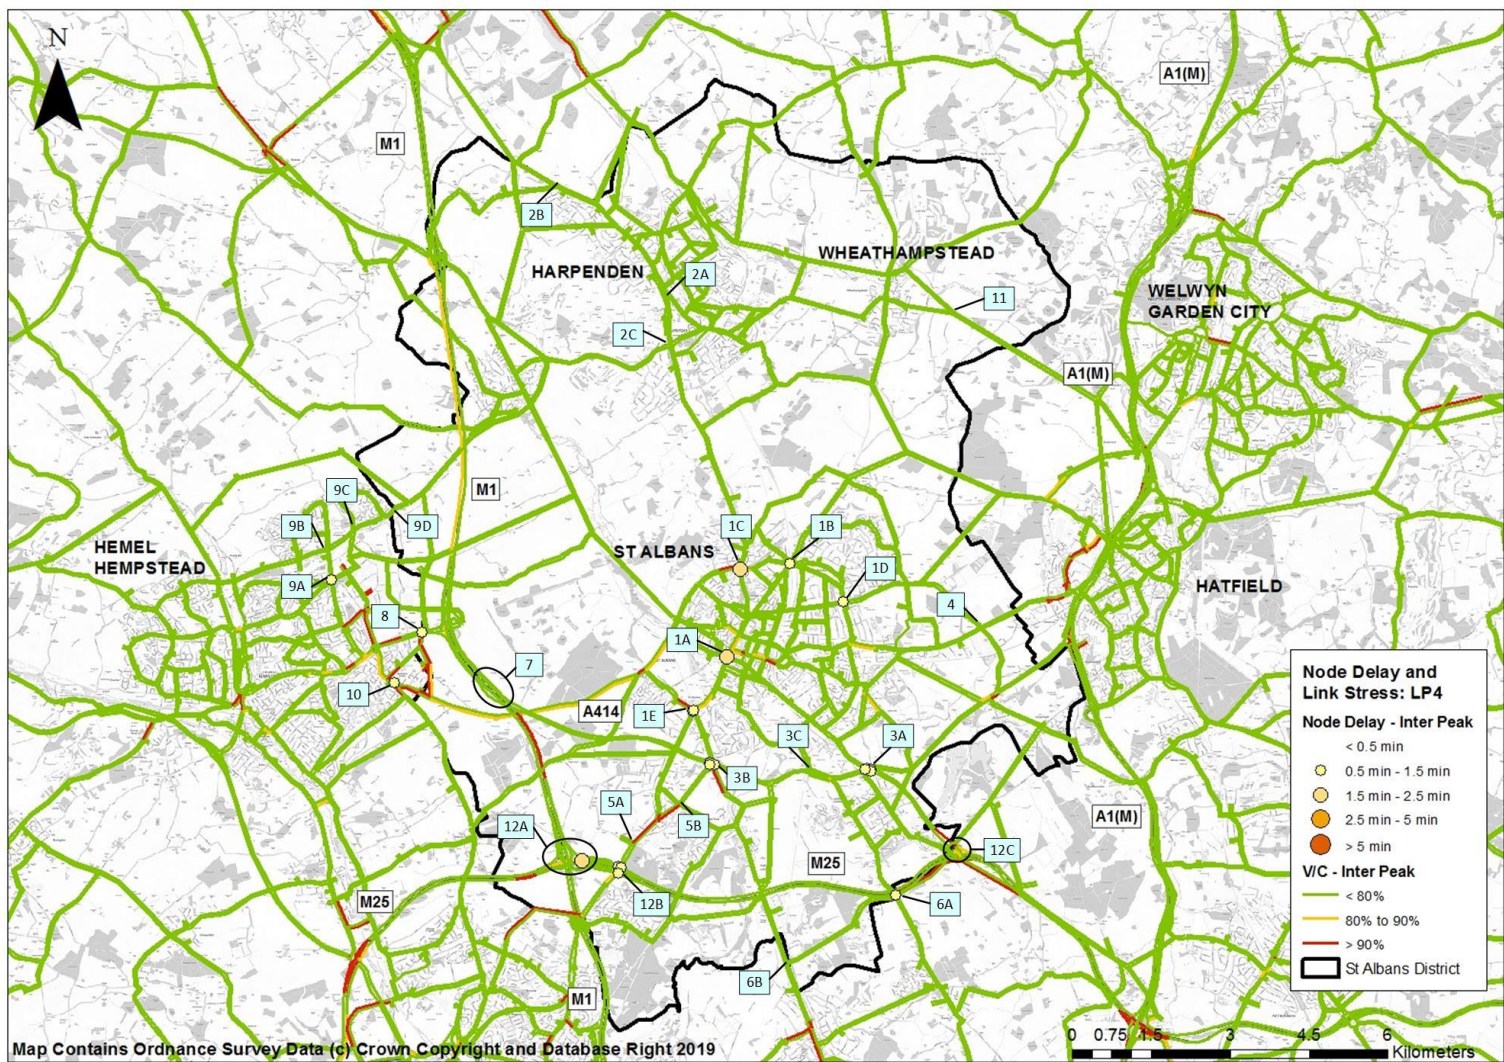 N
A1(M)
M1
2B
HARPENDEN
WHEATHAMPSTEAD
2A
11
WELWYN
GARDEN CITY
2C
A1(M)
M1
9C
9B
9D
1C
1B
HEMEL
HEMPSTEAD
ST ALBANS
9A
1D
HATFIELD
8
4
1A
7
10
A414
1E
3C
3A
3B
5A
5B
12A
A1(M)
12C
M25
12B
M25
6A
6B
M1
Node Delay and
Link Stress: LP4
Node Delay - Inter Peak
< 0.5 min
0.5 min - 1.5 min
1.5 min - 2.5 min
2.5 min - 5 min
> 5 min
V/C - Inter Peak
< 80%
80% to 90%
> 90%
St Albans District
0 0.75 1.5 3 4.5 6
Kilometers
Map Contains Ordnance Survey Data (c) Crown Copyright and Database Right 2019